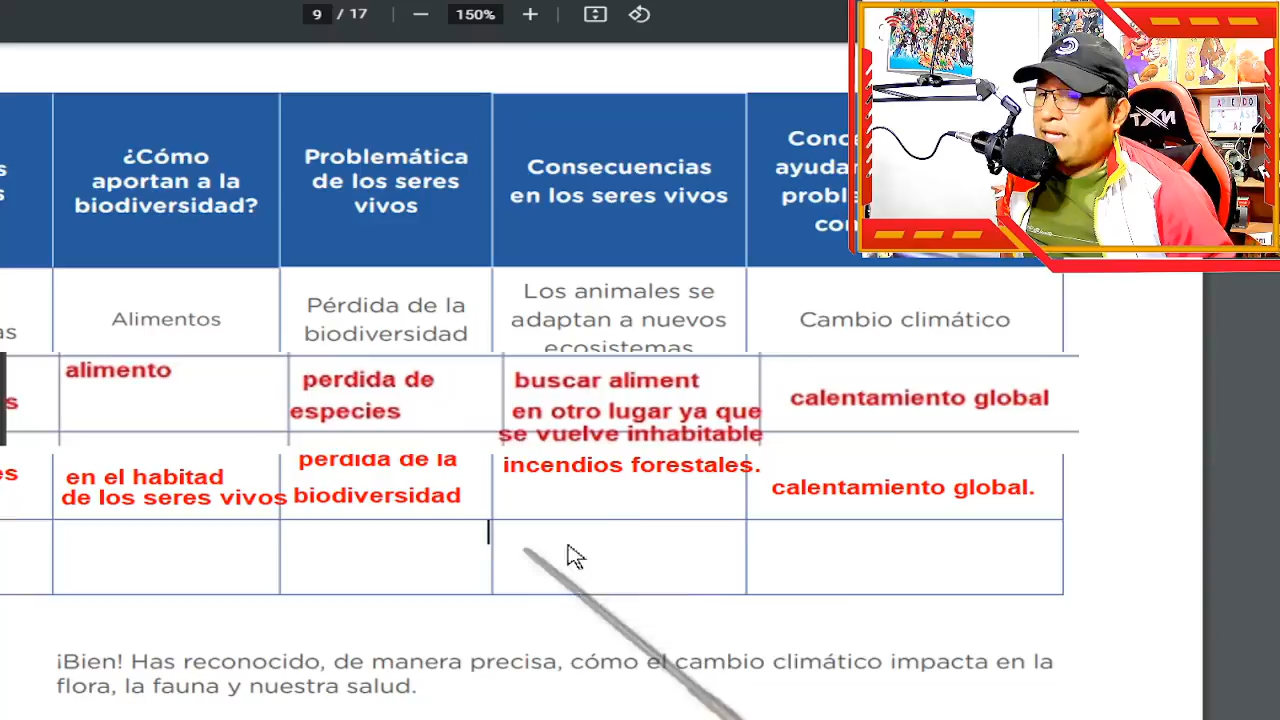 9 / 17
150%
s
s
¿Cómo
aportan a la
biodiversidad?
Problemática
de los seres
vivos
Consecuencias
en los seres vivos
as
Alimentos
Pérdida de la
biodiversidad
Los animales se
adaptan a nuevos
ecosistemas
Cambio climático
s
alimento
perdida de
especies
buscar aliment
en otro lugar ya que
se vuelve inhabitable
calentamiento global
es
en el habitad
de los seres vivos
perdida de la
biodiversidad
incendios forestales.
calentamiento global.
¡Bien! Has reconocido, de manera precisa, cómo el cambio climático impacta en la
flora, la fauna y nuestra salud.